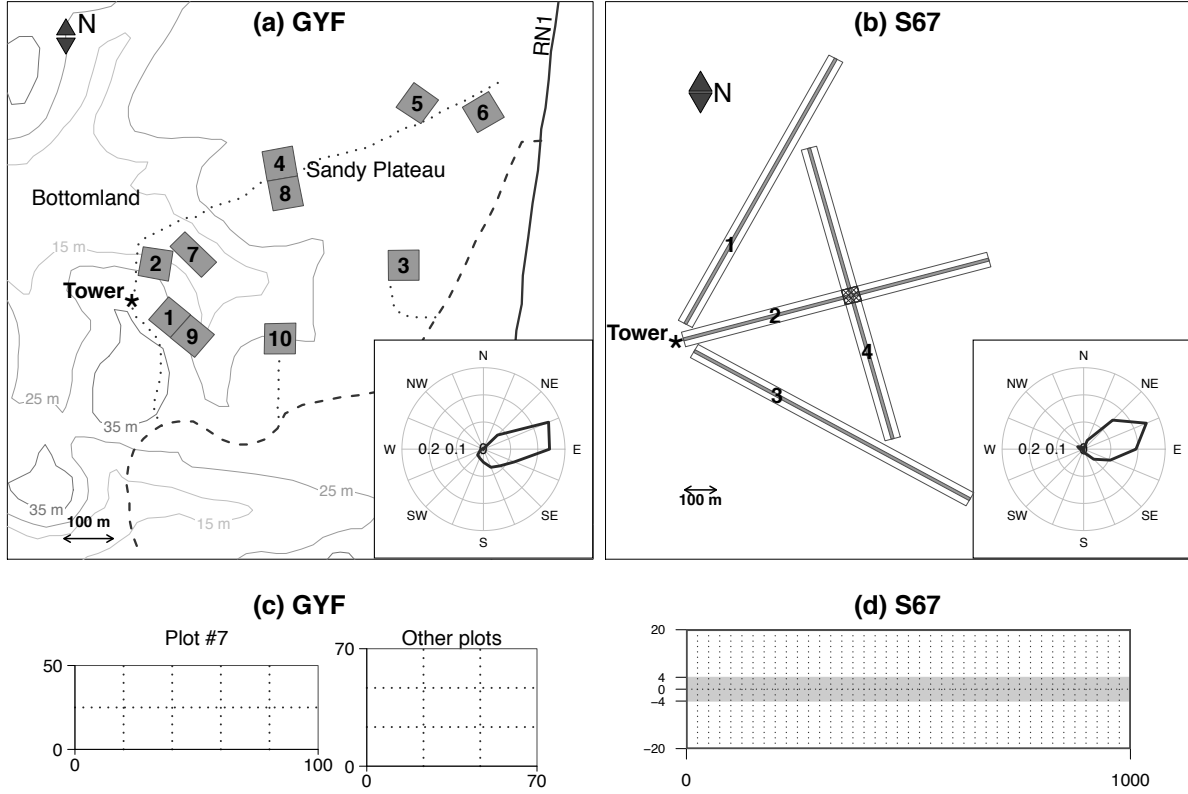 (a) GYF
N
RN1
5
6
4
Sandy Plateau
8
Bottomland
15 m
2
7
3
Tower
*
1
9
10
25 m
35 m
25 m
35 m
100 m
15 m
N
NW
NE
W
0.2 0.1 0
E
SW
SE
S
(b) S67
N
1
2
Tower
*
4
3
100 m
N
NW
NE
W
0.2 0.1 0
E
SW
SE
S
(c) GYF
Plot #7
50
0
0
100
Other plots
70
0
0
70
(d) S67
20
4
0
−4
−20
0
1000